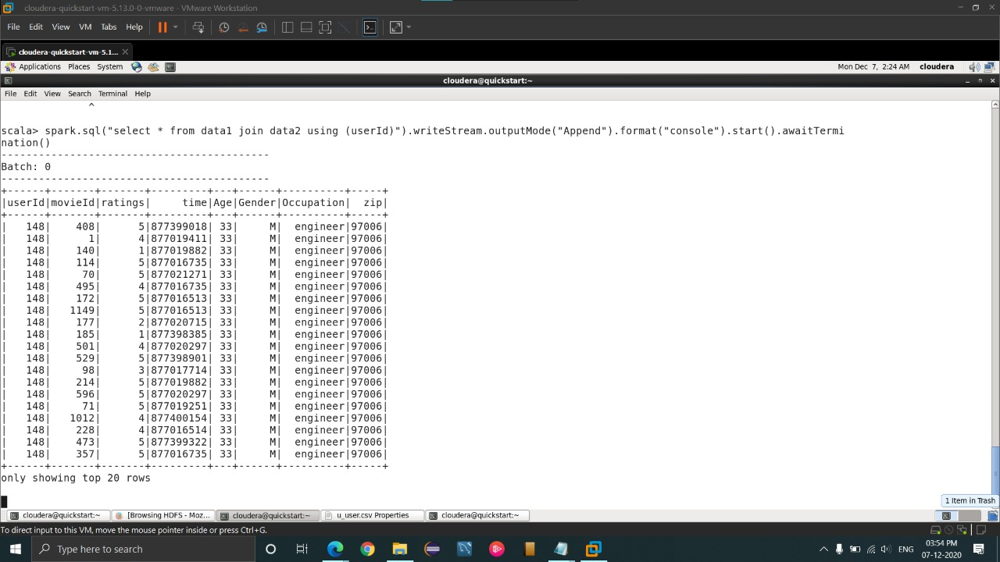 cloudera-quickstart-vm-5.13.0-0-vmware - VMware Workstation
File Edit View VM Tabs Help
cloudera-quickstart-vm-5.1...
Applications Places System Mon Dec 7, 2:24 AM cloudera
cloudera@quickstart:~
File Edit View Search Terminal Help
^
scala> spark.sql("select * from data1 join data2 using (userId)").writeStream.outputMode("Append").format("console").start().awaitTermi
nation()
-------------------------------------------
Batch: 0
-------------------------------------------
+------+-------+-------+---------+---+------+----------+-----+
|userId|movieId|ratings|     time|Age|Gender|Occupation|  zip|
+------+-------+-------+---------+---+------+----------+-----+
|   148|    408|      5|877399018| 33|     M|  engineer|97006|
|   148|      1|      4|877019411| 33|     M|  engineer|97006|
|   148|    140|      1|877019882| 33|     M|  engineer|97006|
|   148|    114|      5|877016735| 33|     M|  engineer|97006|
|   148|     70|      5|877021271| 33|     M|  engineer|97006|
|   148|    495|      4|877016735| 33|     M|  engineer|97006|
|   148|    172|      5|877016513| 33|     M|  engineer|97006|
|   148|   1149|      5|877016513| 33|     M|  engineer|97006|
|   148|    177|      2|877020715| 33|     M|  engineer|97006|
|   148|    185|      1|877398385| 33|     M|  engineer|97006|
|   148|    501|      4|877020297| 33|     M|  engineer|97006|
|   148|    529|      5|877398901| 33|     M|  engineer|97006|
|   148|     98|      3|877017714| 33|     M|  engineer|97006|
|   148|    214|      5|877019882| 33|     M|  engineer|97006|
|   148|    596|      5|877020297| 33|     M|  engineer|97006|
|   148|     71|      5|877019251| 33|     M|  engineer|97006|
|   148|   1012|      4|877400154| 33|     M|  engineer|97006|
|   148|    228|      4|877016514| 33|     M|  engineer|97006|
|   148|    473|      5|877399322| 33|     M|  engineer|97006|
|   148|    357|      5|877016735| 33|     M|  engineer|97006|
+------+-------+-------+---------+---+------+----------+-----+
only showing top 20 rows
1 Item in Trash
cloudera@quickstart:~ [Browsing HDFS - Moz... cloudera@quickstart:~ u_user.csv Properties cloudera@quickstart:~
To direct input to this VM, move the mouse pointer inside or press Ctrl+G.
Type here to search ENG 03:54 PM
07-12-2020